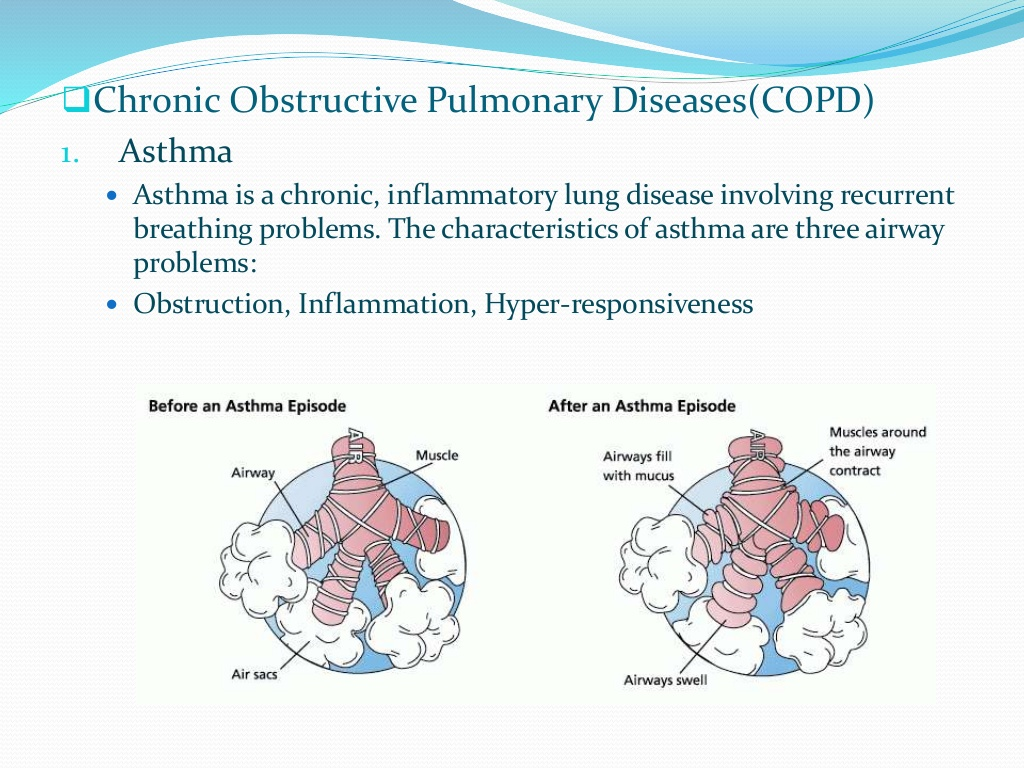 Chronic Obstructive Pulmonary Diseases(COPD)
1. Asthma
• Asthma is a chronic, inflammatory lung disease involving recurrent
breathing problems. The characteristics of asthma are three airway
problems:
• Obstruction, Inflammation, Hyper-responsiveness
Before an Asthma Episode
AIR
Airway
Muscle
Air sacs
After an Asthma Episode
AIR
Airways fill
with mucus
Muscles around
the airway
contract
Airways swell